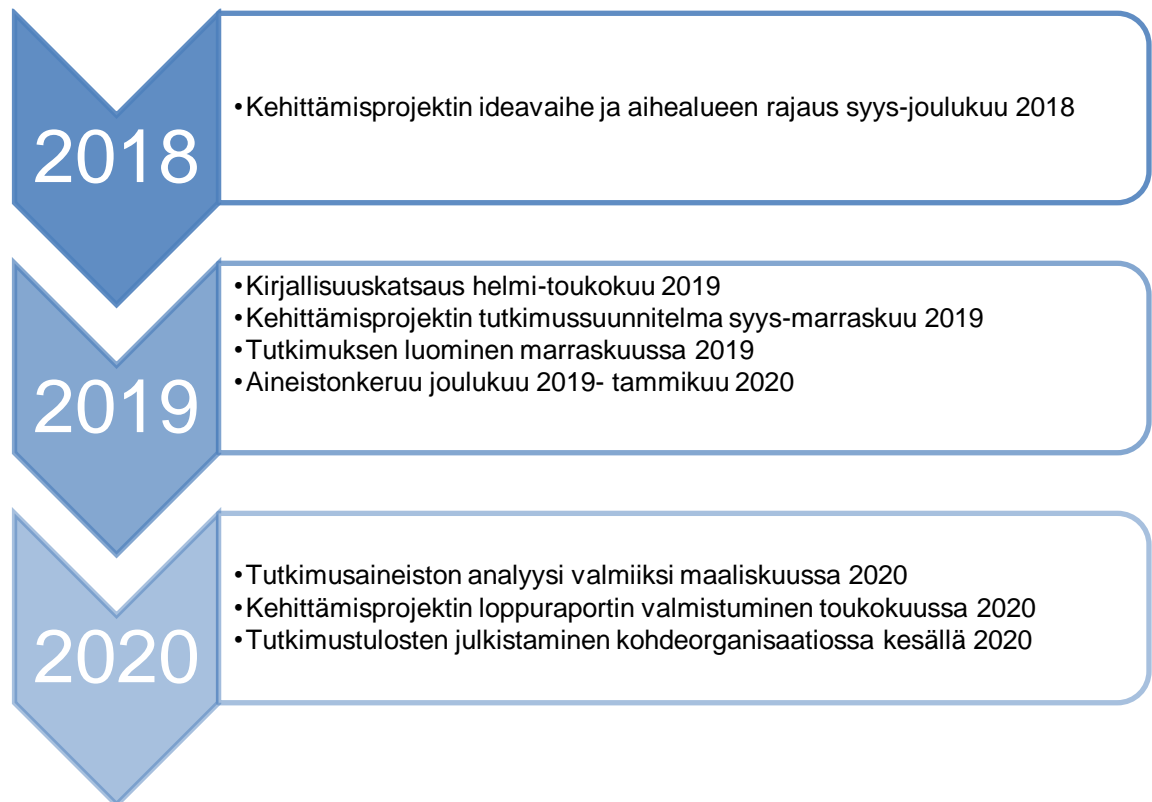 2018
•Kehittämisprojektin ideavaihe ja aihealueen rajaus syys-joulukuu 2018
2019
•Kirjallisuuskatsaus helmi-toukokuu 2019
•Kehittämisprojektin tutkimussuunnitelma syys-marraskuu 2019
•Tutkimuksen luominen marraskuussa 2019
•Aineistonkeruu joulukuu 2019- tammikuu 2020
2020
•Tutkimusaineiston analyysi valmiiksi maaliskuussa 2020
•Kehittämisprojektin loppuraportin valmistuminen toukokuussa 2020
•Tutkimustulosten julkistaminen kohdeorganisaatiossa kesällä 2020